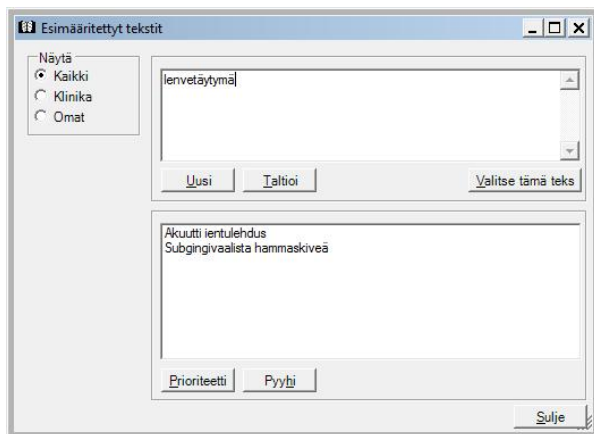 Esimääritettyt tekstit
Näytä
Kaikki
Klinika
Omat
Ienvetäytymä
Uusi
Taltioi
Valitse tämä teks
Akuutti ientulehdus
Subgingivaalista hammaskiveä
Prioriteetti
Pyyhi
Sulje